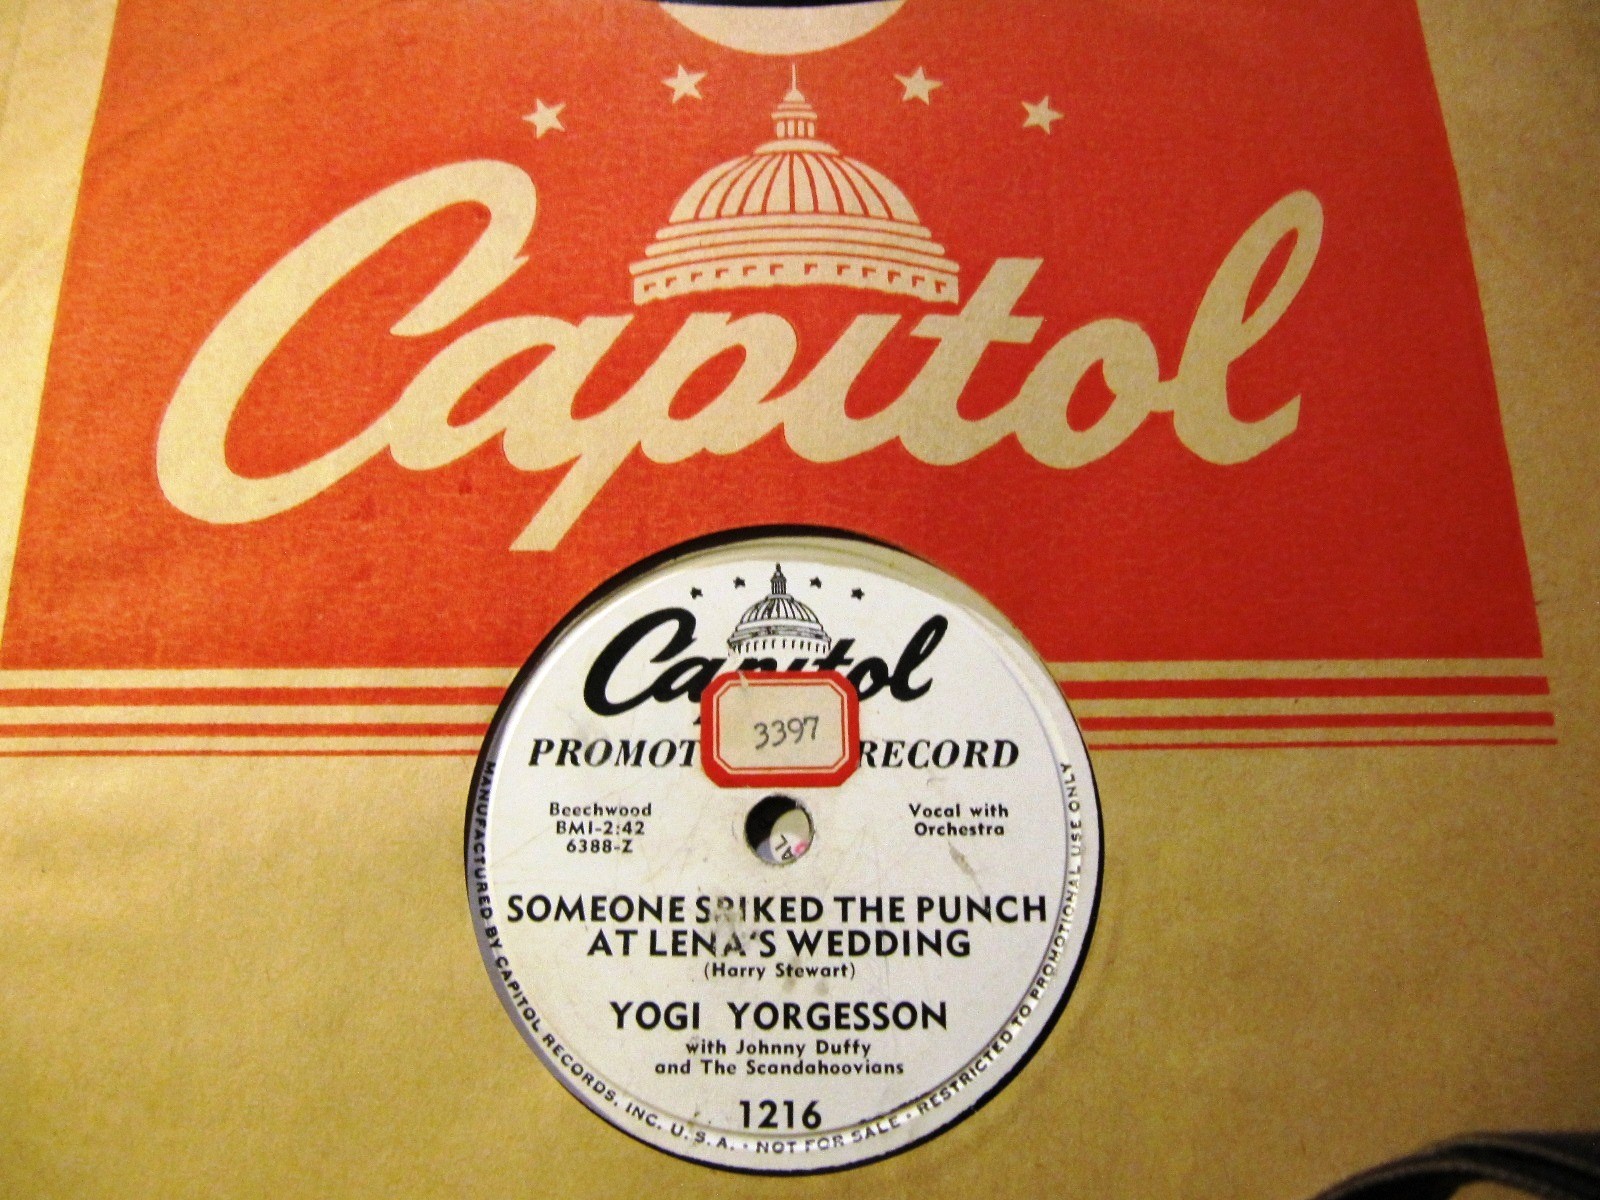 Capitol
Capitol
3397
PROMOT RECORD
Beechwood
BMI-2:42
6388-Z
Vocal with
Orchestra
SOMEONE SPIKED THE PUNCH
AT LENA'S WEDDING
(Harry Stewart)
YOGI YORGESSON
with Johnny Duffy
and The Scandahoovians
1216
MANUFACTURED BY CAPITOL RECORDS, INC. U.S.A. · NOT FOR SALE · RESTRICTED TO PROMOTIONAL USE ONLY